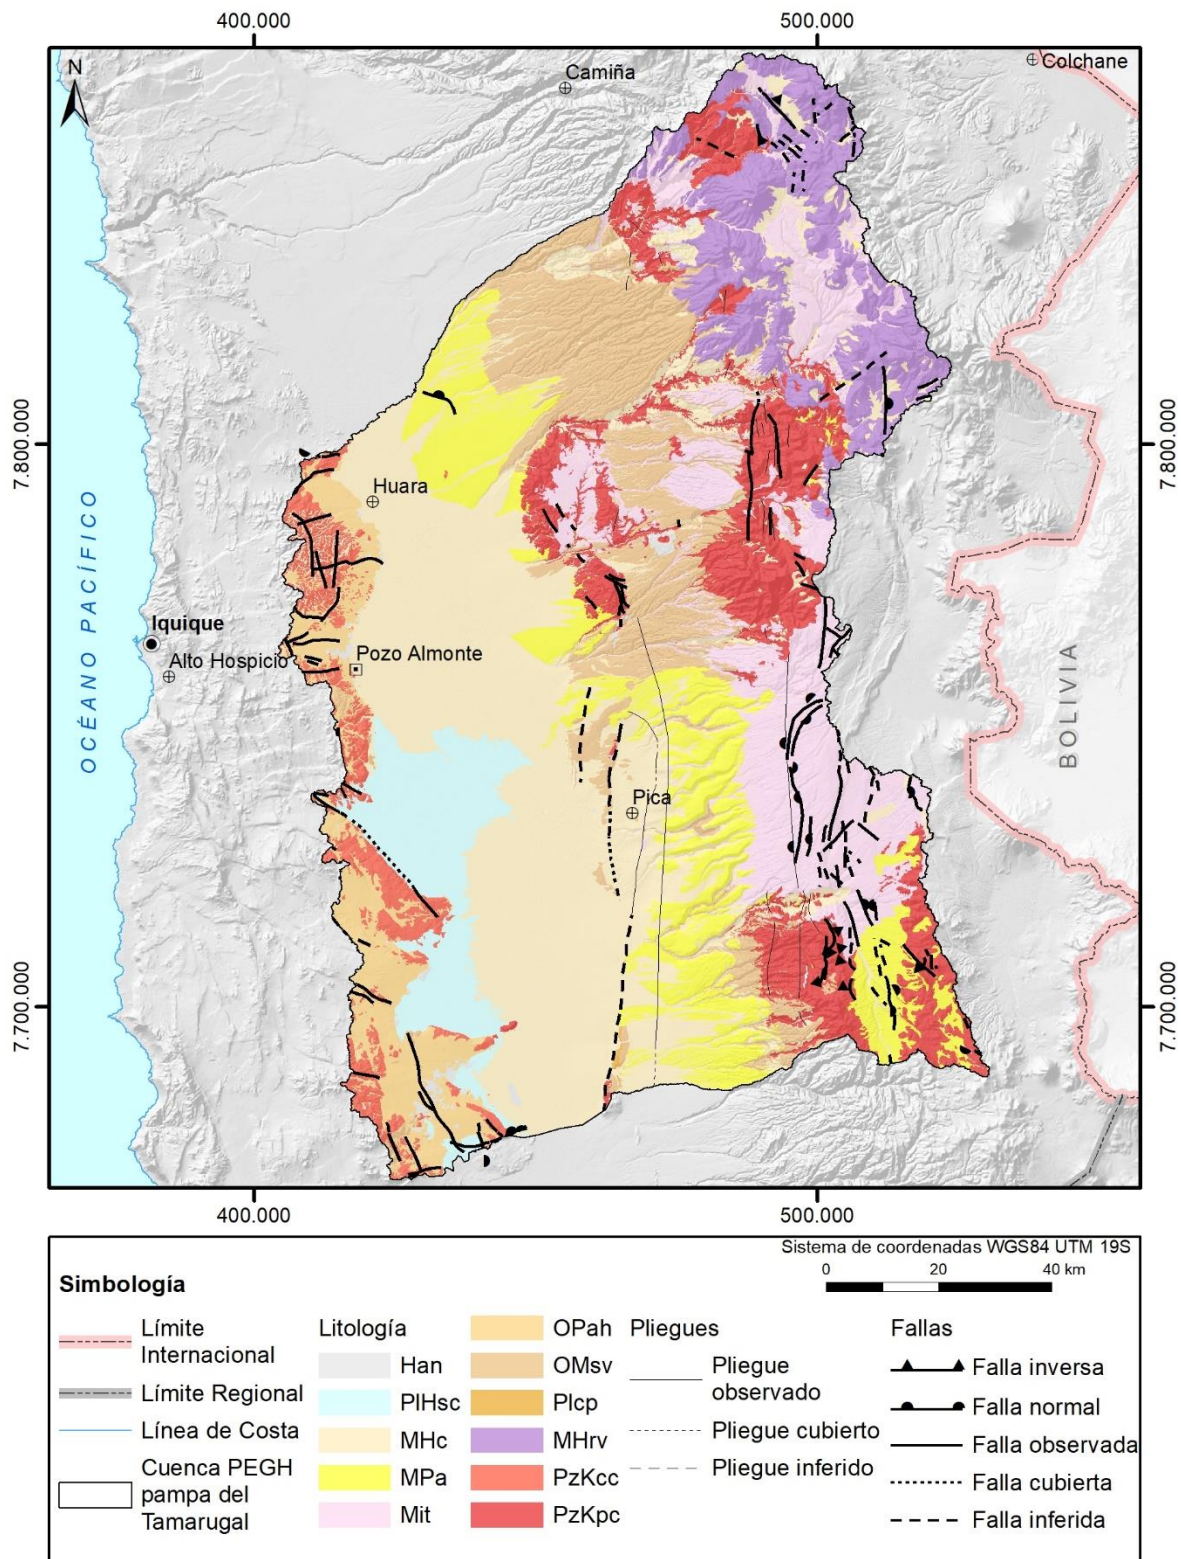 400.000
500.000
N
Camiña
Colchane
7.800.000
7.800.000
Huara
OCÉANO PACÍFICO
Iquique
Alto Hospicio
Pozo Almonte
BOLIVIA
Pica
7.700.000
7.700.000
400.000
500.000
Sistema de coordenadas WGS84 UTM 19S
0 20 40 km
Simbología
Límite
Internacional
Límite Regional
Línea de Costa
Cuenca PEGH
pampa del
Tamarugal
Litología
Han
PlHsc
MHc
MPa
Mit
OPah
OMsv
Plcp
MHrv
PzKcc
PzKpc
Pliegues
Pliegue
observado
Pliegue cubierto
Pliegue inferido
Fallas
Falla inversa
Falla normal
Falla observada
Falla cubierta
Falla inferida